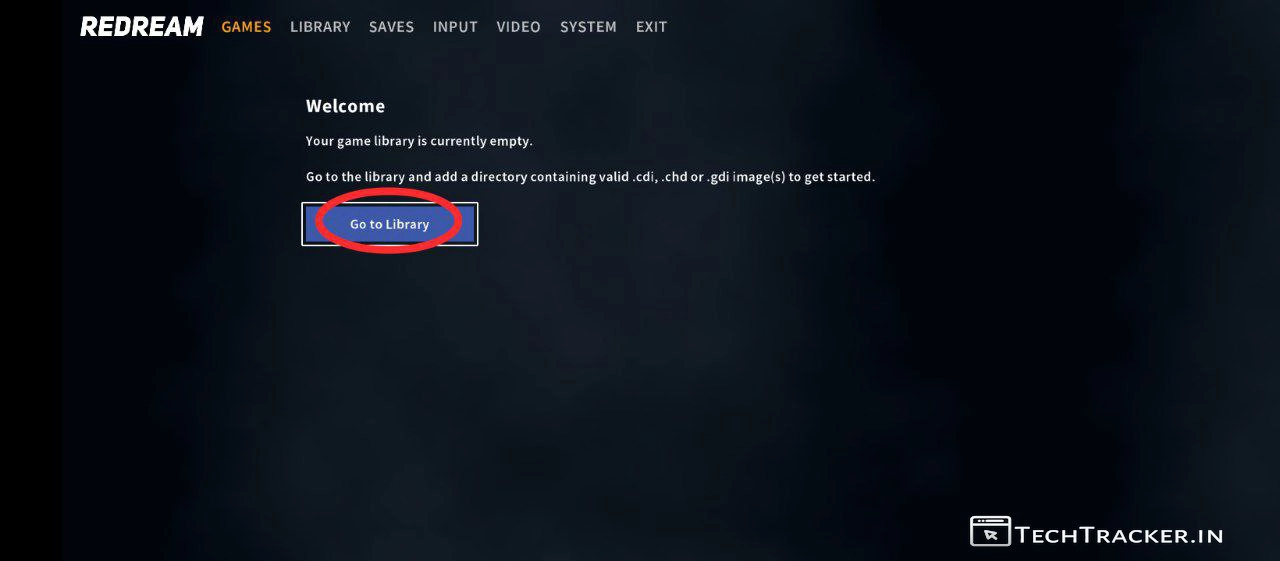 REDREAM GAMES LIBRARY SAVES INPUT VIDEO SYSTEM EXIT
Welcome
Your game library is currently empty.
Go to the library and add a directory containing valid .cdi, .chd or .gdi image(s) to get started.
Go to Library
TECHTRACKER.IN